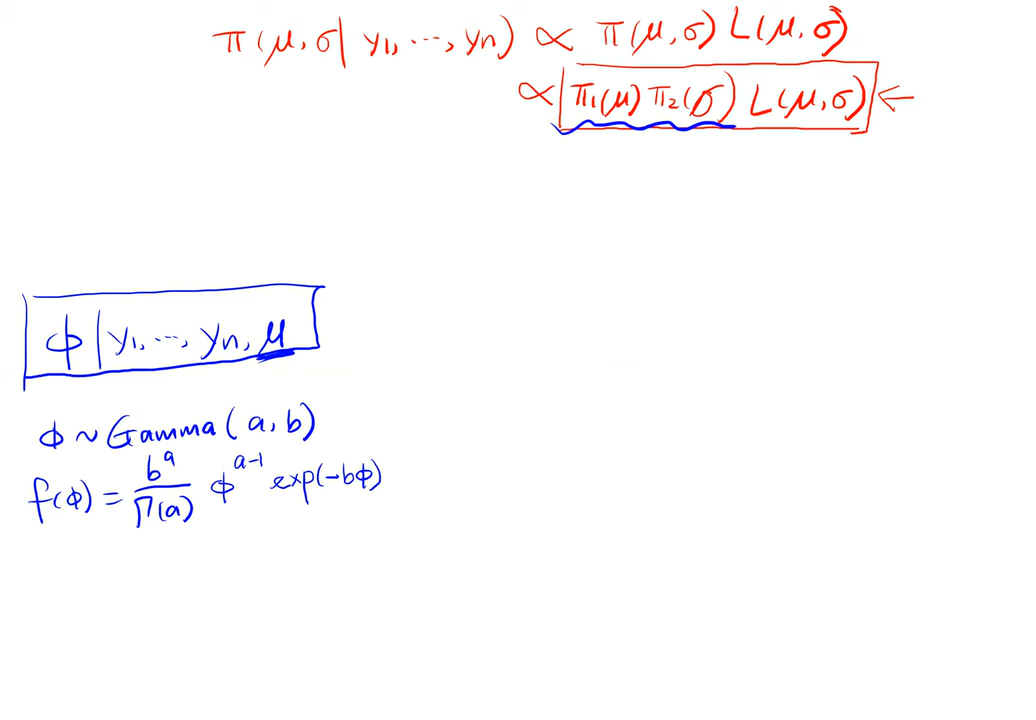 π(μ, σ | y₁, ..., yₙ) ∝ π(μ, σ) L(μ, σ)
∝ π₁(μ) π₂(σ) L(μ, σ) ←
ϕ | y₁, ..., yₙ, μ
ϕ ~ Gamma(a, b)
f(ϕ) = bᵃ/Γ(a) ϕᵃ⁻¹ exp(-bϕ)